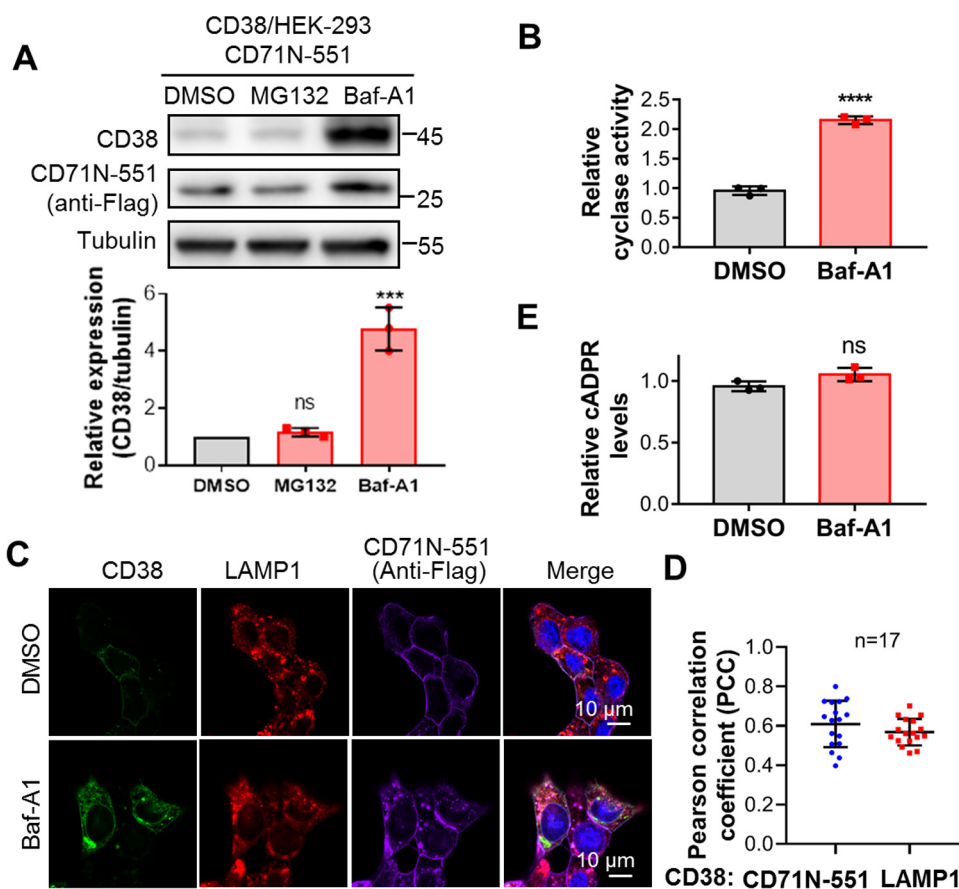 A
CD38/HEK-293
CD71N-551
DMSO MG132 Baf-A1
CD38
45
CD71N-551
(anti-Flag)
25
Tubulin
55
Relative expression
(CD38/tubulin)
6
4
2
1
0
ns
***
DMSO MG132 Baf-A1
B
Relative
cyclase activity
2.5
2.0
1.5
1.0
0.5
0.0
****
DMSO Baf-A1
E
Relative cADPR
levels
1.0
0.5
0.0
ns
DMSO Baf-A1
C
CD38 LAMP1 CD71N-551
(Anti-Flag) Merge
DMSO
10 µm
Baf-A1
10 µm
D
Pearson correlation
coefficient (PCC)
n=17
1.0
0.8
0.6
0.4
0.2
0.0
CD38: CD71N-551 LAMP1